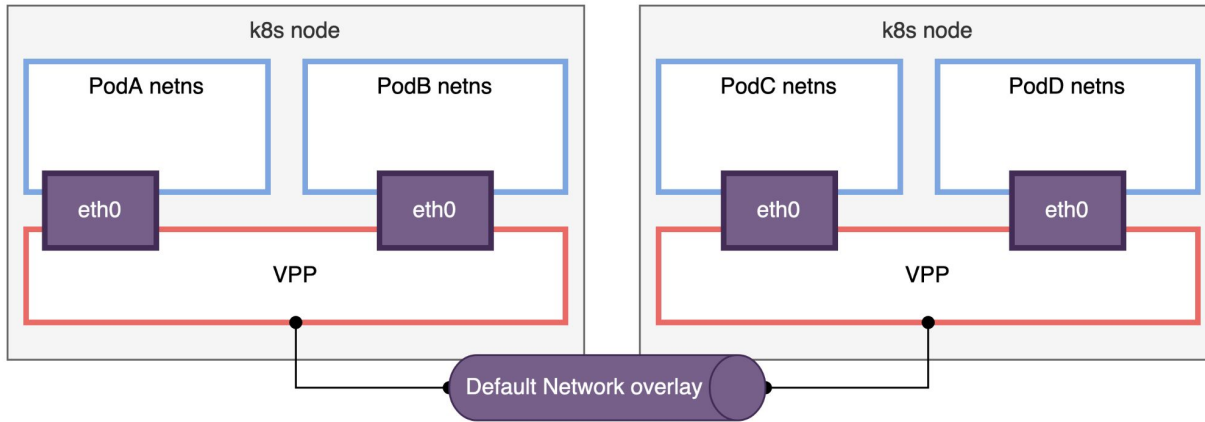 k8s node
PodA netns
PodB netns
eth0
eth0
VPP
k8s node
PodC netns
PodD netns
eth0
eth0
VPP
Default Network overlay